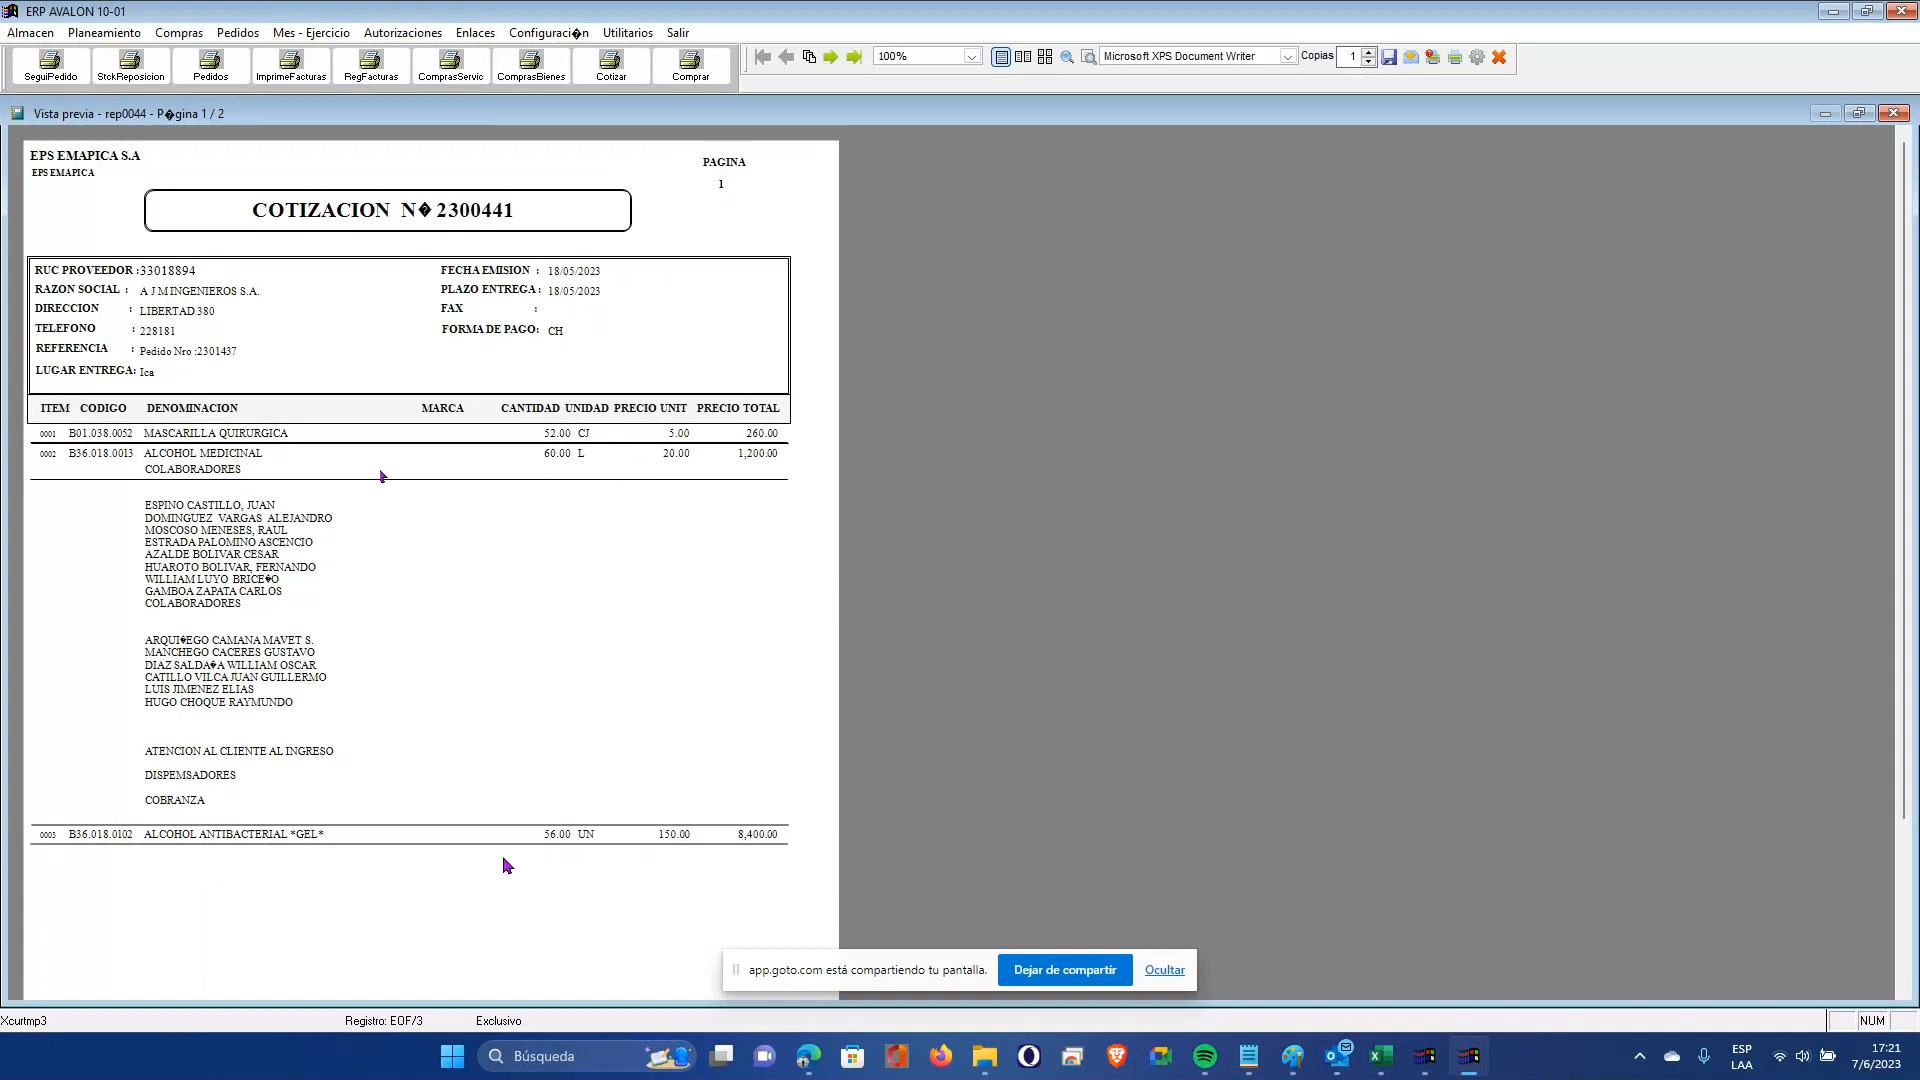 ERP AVALON 10-01
Almacen Planeamiento Compras Pedidos Mes - Ejercicio Autorizaciones Enlaces Configuraci�n Utilitarios Salir
SeguiPedido StckReposicion Pedidos ImprimeFacturas RegFacturas ComprasServic ComprasBienes Cotizar Comprar
100% Microsoft XPS Document Writer Copias 1
Vista previa - rep0044 - P�gina 1 / 2
EPS EMAPICA S.A
EPS EMAPICA
PAGINA
1
COTIZACION N� 2300441
RUC PROVEEDOR :33018894 FECHA EMISION : 18/05/2023
RAZON SOCIAL : A J M INGENIEROS S.A. PLAZO ENTREGA : 18/05/2023
DIRECCION : LIBERTAD 380 FAX :
TELEFONO : 228181 FORMA DE PAGO: CH
REFERENCIA : Pedido Nro :2301437
LUGAR ENTREGA: Ica
ITEM CODIGO DENOMINACION MARCA CANTIDAD UNIDAD PRECIO UNIT PRECIO TOTAL
0001 B01.038.0052 MASCARILLA QUIRURGICA 52.00 CJ 5.00 260.00
0002 B36.018.0013 ALCOHOL MEDICINAL 60.00 L 20.00 1,200.00
COLABORADORES
ESPINO CASTILLO, JUAN
DOMINGUEZ VARGAS ALEJANDRO
MOSCOSO MENESES, RAUL
ESTRADA PALOMINO ASCENCIO
AZALDE BOLIVAR CESAR
HUAROTO BOLIVAR, FERNANDO
WILLIAM LUYO BRICE�O
GAMBOA ZAPATA CARLOS
COLABORADORES
ARQUI�EGO CAMANA MAVET S.
MANCHEGO CACERES GUSTAVO
DIAZ SALDA�A WILLIAM OSCAR
CATILLO VILCA JUAN GUILLERMO
LUIS JIMENEZ ELIAS
HUGO CHOQUE RAYMUNDO
ATENCION AL CLIENTE AL INGRESO
DISPEMSADORES
COBRANZA
0003 B36.018.0102 ALCOHOL ANTIBACTERIAL *GEL* 56.00 UN 150.00 8,400.00
app.goto.com está compartiendo tu pantalla. Dejar de compartir Ocultar
Xcurtmp3 Registro: EOF/3 Exclusivo NUM
Búsqueda
ESP
LAA
17:21
7/6/2023